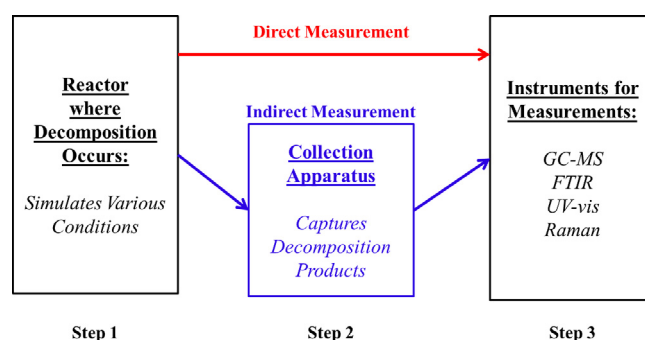 Direct Measurement
Reactor
where
Decomposition
Occurs:
Simulates Various
Conditions
Indirect Measurement
Collection
Apparatus
Captures
Decomposition
Products
Instruments for
Measurements:
GC-MS
FTIR
UV-vis
Raman
Step 1
Step 2
Step 3